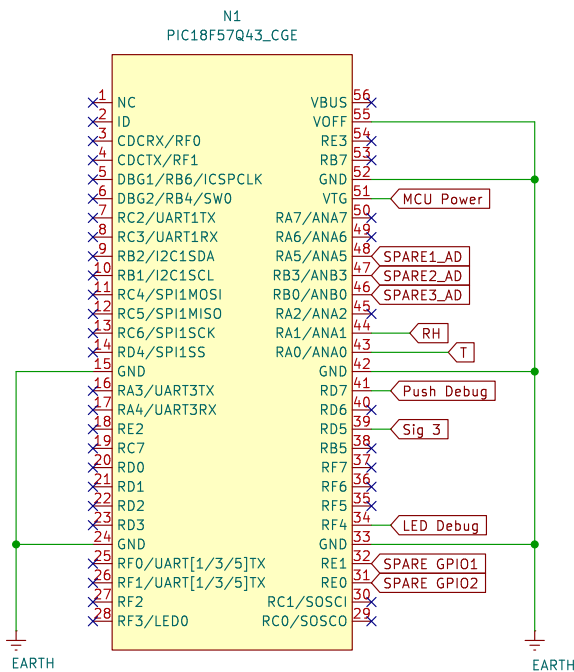 N1
PIC18F57Q43_CGE
1 NC VBUS 56
2 ID VOFF 55
3 CDCRX/RF0 RE3 54
4 CDCTX/RF1 RB7 53
5 DBG1/RB6/ICSPCLK GND 52
6 DBG2/RB4/SW0 VTG 51 MCU Power
7 RC2/UART1TX RA7/ANA7 50
8 RC3/UART1RX RA6/ANA6 49
9 RB2/I2C1SDA RA5/ANA5 48 SPARE1_AD
10 RB1/I2C1SCL RB3/ANB3 47 SPARE2_AD
11 RC4/SPI1MOSI RB0/ANB0 46 SPARE3_AD
12 RC5/SPI1MISO RA2/ANA2 45
13 RC6/SPI1SCK RA1/ANA1 44 RH
14 RD4/SPI1SS RA0/ANA0 43 T
15 GND GND 42
16 RA3/UART3TX RD7 41 Push Debug
17 RA4/UART3RX RD6 40
18 RE2 RD5 39 Sig 3
19 RC7 RB5 38
20 RD0 RF7 37
21 RD1 RF6 36
22 RD2 RF5 35
23 RD3 RF4 34 LED Debug
24 GND GND 33
25 RF0/UART[1/3/5]TX RE1 32 SPARE GPIO1
26 RF1/UART[1/3/5]TX RE0 31 SPARE GPIO2
27 RF2 RC1/SOSCI 30
28 RF3/LED0 RC0/SOSCO 29
EARTH EARTH